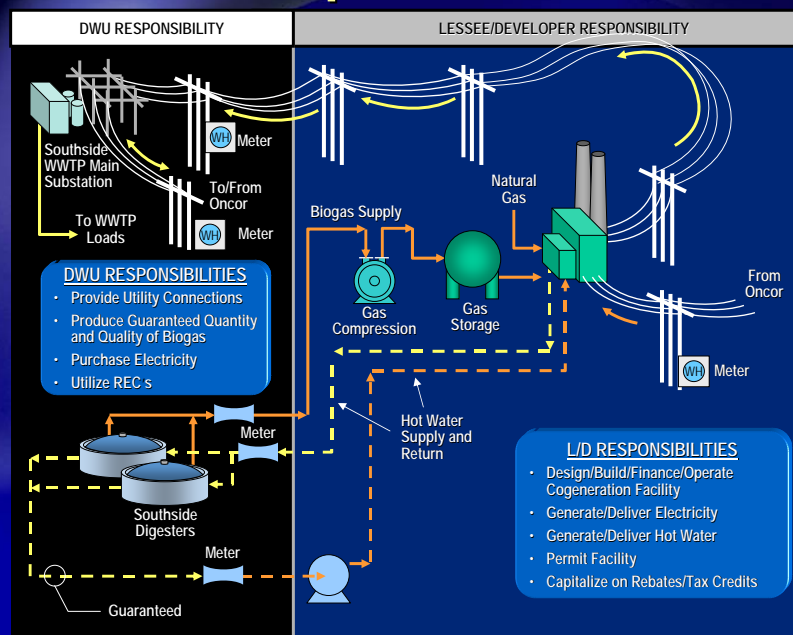 DWU RESPONSIBILITY
LESSEE/DEVELOPER RESPONSIBILITY
WH
Meter
Southside
WWTP Main
Substation
To/From
Oncor
To WWTP
Loads
WH
Meter
Natural
Gas
Biogas Supply
Gas
Compression
Gas
Storage
From
Oncor
WH
Meter
DWU RESPONSIBILITIES
• Provide Utility Connections
• Produce Guaranteed Quantity
and Quality of Biogas
• Purchase Electricity
• Utilize REC s
Meter
Hot Water
Supply and
Return
Southside
Digesters
Meter
Guaranteed
L/D RESPONSIBILITIES
• Design/Build/Finance/Operate
Cogeneration Facility
• Generate/Deliver Electricity
• Generate/Deliver Hot Water
• Permit Facility
• Capitalize on Rebates/Tax Credits